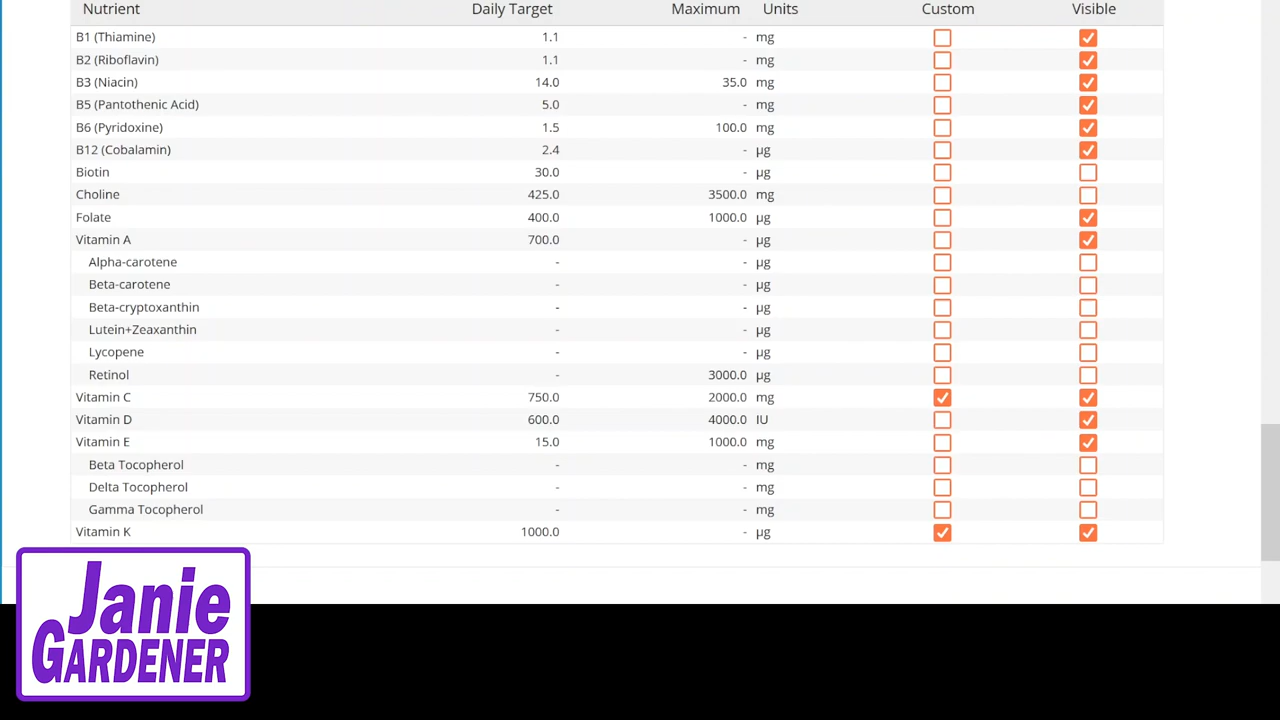 Nutrient Daily Target Maximum Units Custom Visible
B1 (Thiamine) 1.1 - mg
B2 (Riboflavin) 1.1 - mg
B3 (Niacin) 14.0 35.0 mg
B5 (Pantothenic Acid) 5.0 - mg
B6 (Pyridoxine) 1.5 100.0 mg
B12 (Cobalamin) 2.4 - µg
Biotin 30.0 - µg
Choline 425.0 3500.0 mg
Folate 400.0 1000.0 µg
Vitamin A 700.0 - µg
Alpha-carotene - - µg
Beta-carotene - - µg
Beta-cryptoxanthin - - µg
Lutein+Zeaxanthin - - µg
Lycopene - - µg
Retinol - 3000.0 µg
Vitamin C 750.0 2000.0 mg
Vitamin D 600.0 4000.0 IU
Vitamin E 15.0 1000.0 mg
Beta Tocopherol - - mg
Delta Tocopherol - - mg
Gamma Tocopherol - - mg
Vitamin K 1000.0 - µg
Janie
GARDENER